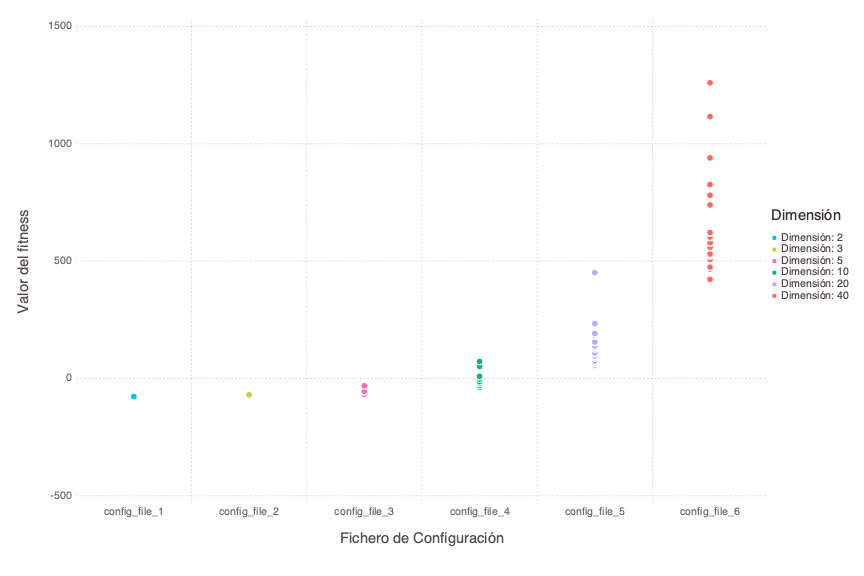 1500
1000
500
0
-500
Valor del fitness
config_file_1
config_file_2
config_file_3
config_file_4
config_file_5
config_file_6
Fichero de Configuración
Dimensión
Dimensión: 2
Dimensión: 3
Dimensión: 5
Dimensión: 10
Dimensión: 20
Dimensión: 40